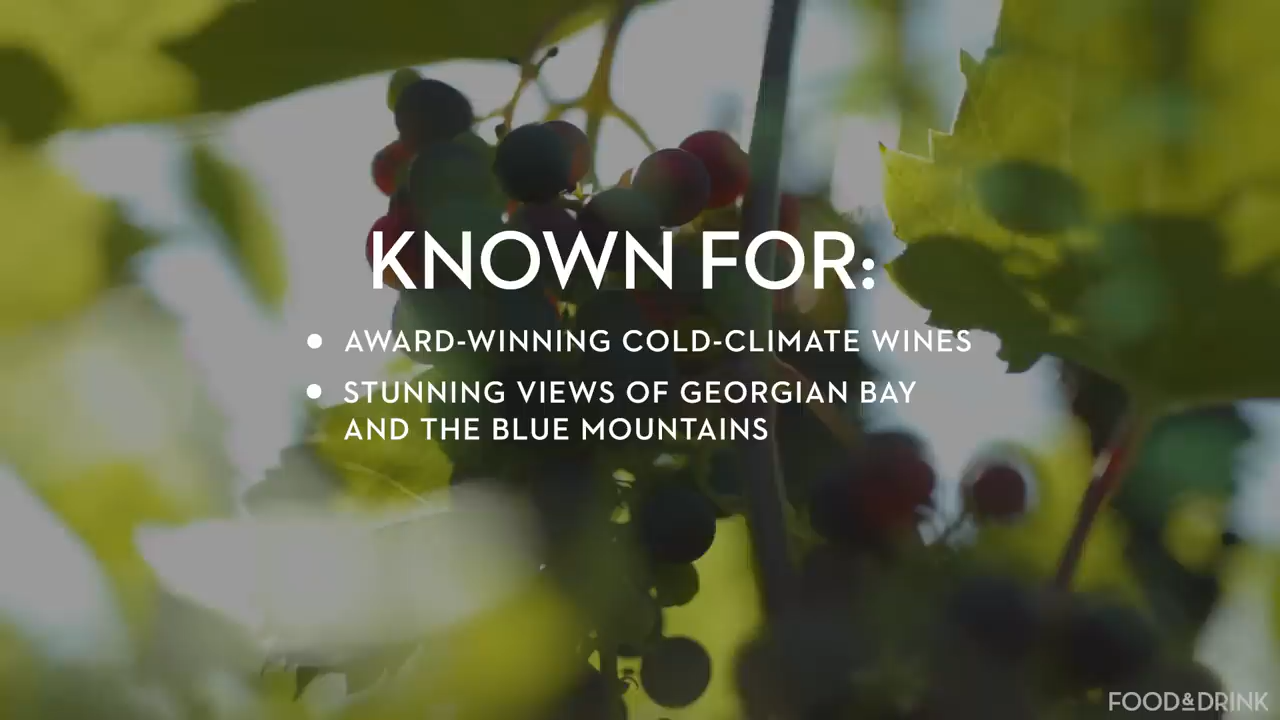 KNOWN FOR:
• AWARD-WINNING COLD-CLIMATE WINES
• STUNNING VIEWS OF GEORGIAN BAY
AND THE BLUE MOUNTAINS
FOOD&DRINK